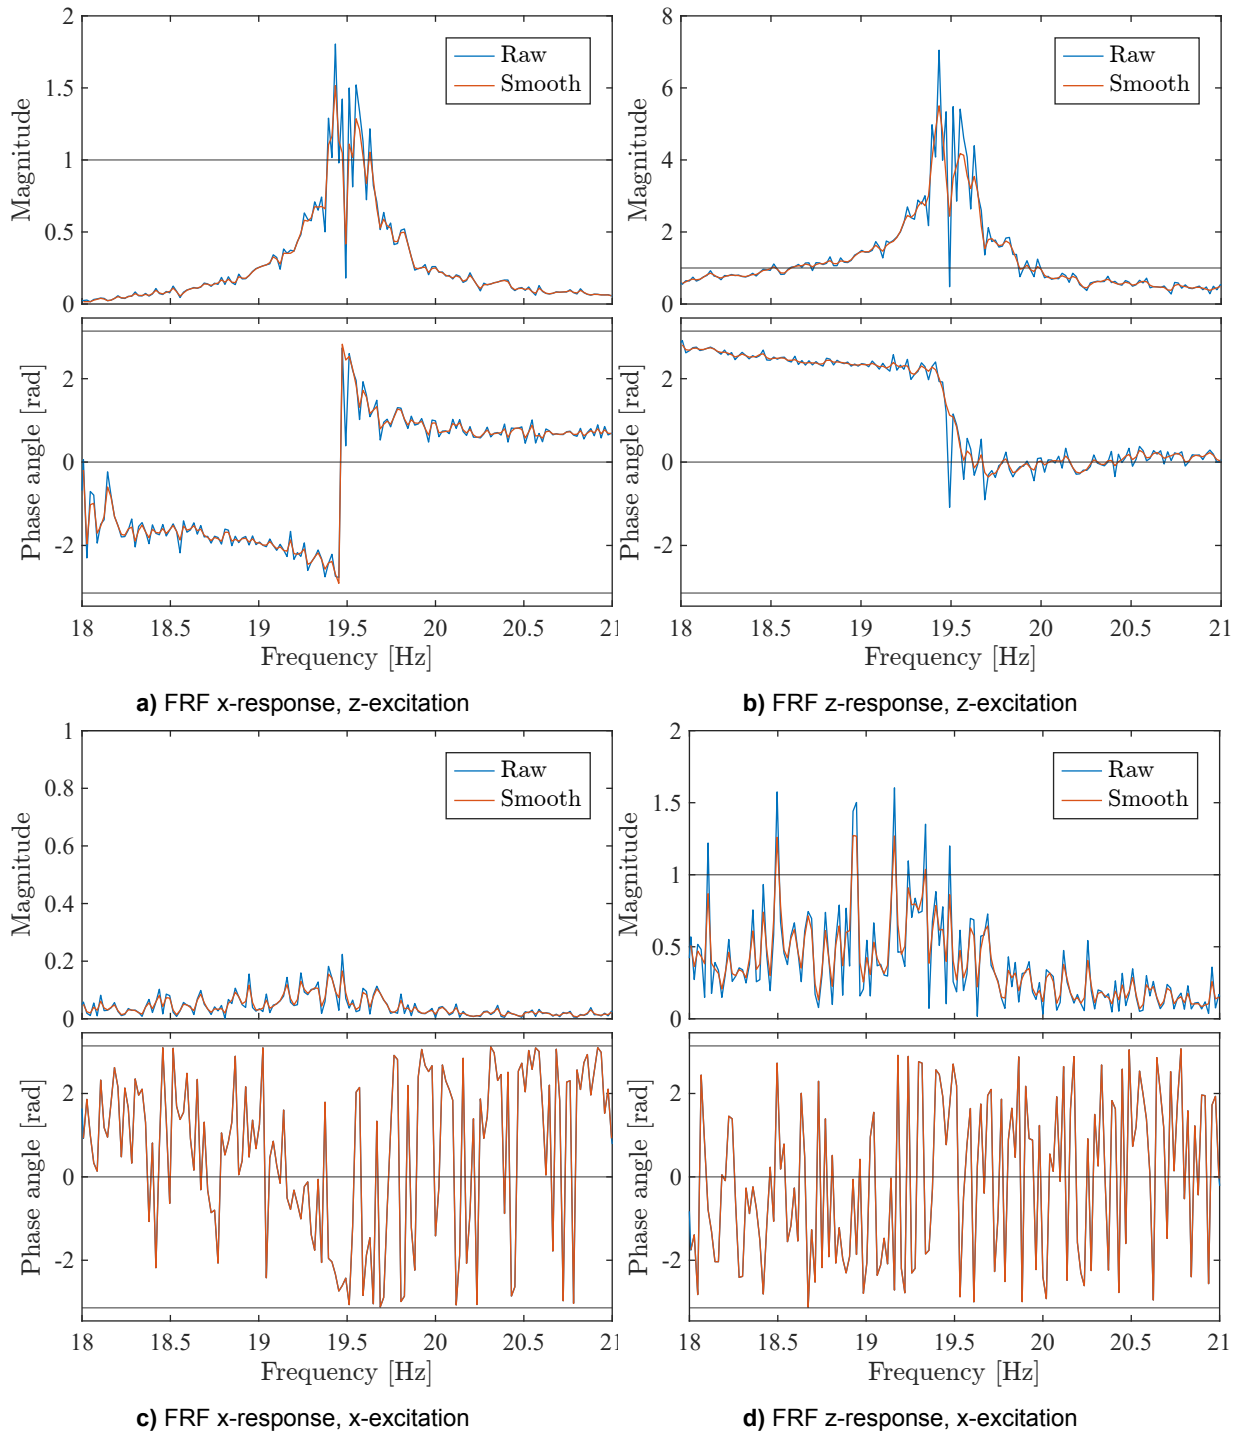 2
1.5
1
0.5
0
Magnitude
Raw
Smooth
2
0
-2
Phase angle [rad]
18 18.5 19 19.5 20 20.5 21
Frequency [Hz]
a) FRF x-response, z-excitation
8
6
4
2
0
Magnitude
Raw
Smooth
2
0
-2
Phase angle [rad]
18 18.5 19 19.5 20 20.5 21
Frequency [Hz]
b) FRF z-response, z-excitation
1
0.8
0.6
0.4
0.2
0
Magnitude
Raw
Smooth
2
0
-2
Phase angle [rad]
18 18.5 19 19.5 20 20.5 21
Frequency [Hz]
c) FRF x-response, x-excitation
2
1.5
1
0.5
0
Magnitude
Raw
Smooth
2
0
-2
Phase angle [rad]
18 18.5 19 19.5 20 20.5 21
Frequency [Hz]
d) FRF z-response, x-excitation